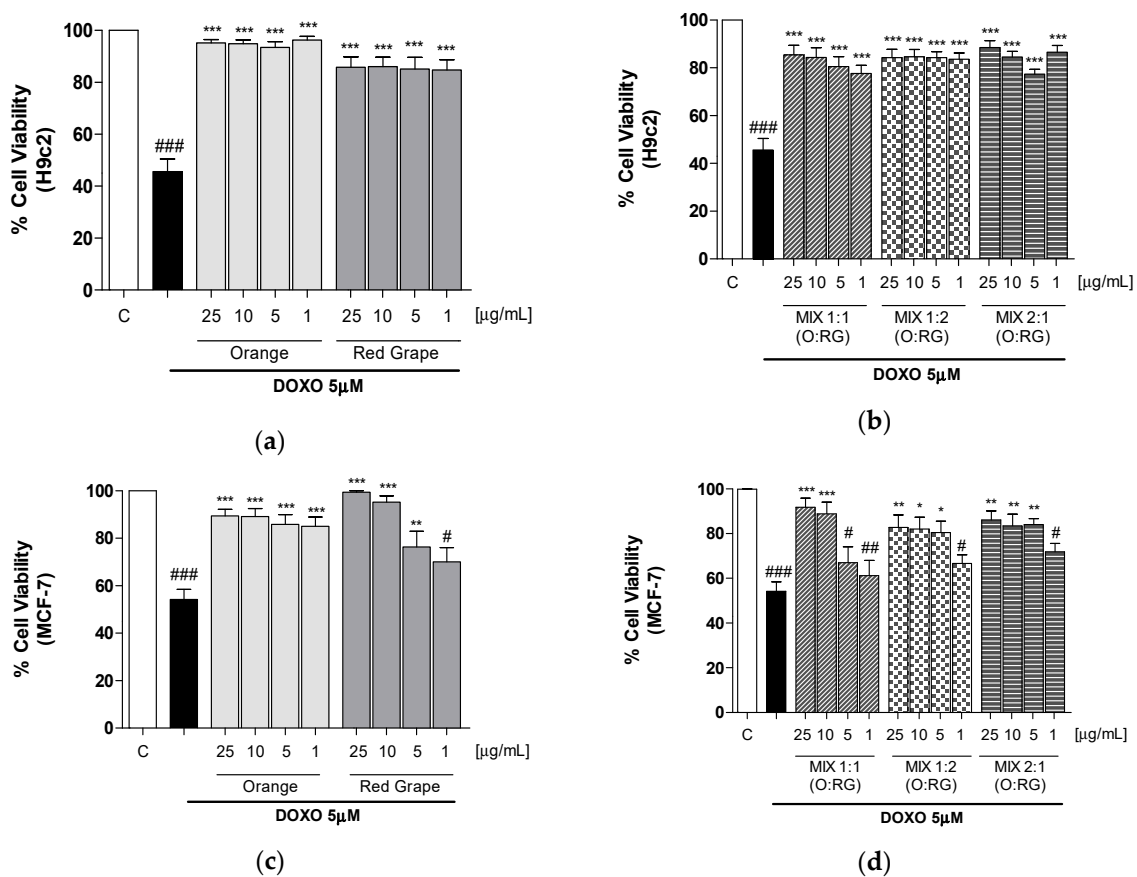 % Cell Viability
(H9c2)
100
80
60
40
20
0
###
*** *** *** *** *** *** *** ***
C 25 10 5 1 25 10 5 1 [μg/mL]
Orange Red Grape
DOXO 5μM
(a)
% Cell Viability
(H9c2)
100
80
60
40
20
0
###
*** *** *** *** *** *** *** *** *** *** *** ***
C 25 10 5 1 25 10 5 1 25 10 5 1 [μg/mL]
MIX 1:1 MIX 1:2 MIX 2:1
(O:RG) (O:RG) (O:RG)
DOXO 5μM
(b)
% Cell Viability
(MCF-7)
100
80
60
40
20
0
###
*** *** *** *** *** *** ** #
C 25 10 5 1 25 10 5 1 [μg/mL]
Orange Red Grape
DOXO 5μM
(c)
% Cell Viability
(MCF-7)
100
80
60
40
20
0
###
*** *** # ## ** * * # ** ** ** #
C 25 10 5 1 25 10 5 1 25 10 5 1 [μg/mL]
MIX 1:1 MIX 1:2 MIX 2:1
(O:RG) (O:RG) (O:RG)
DOXO 5μM
(d)